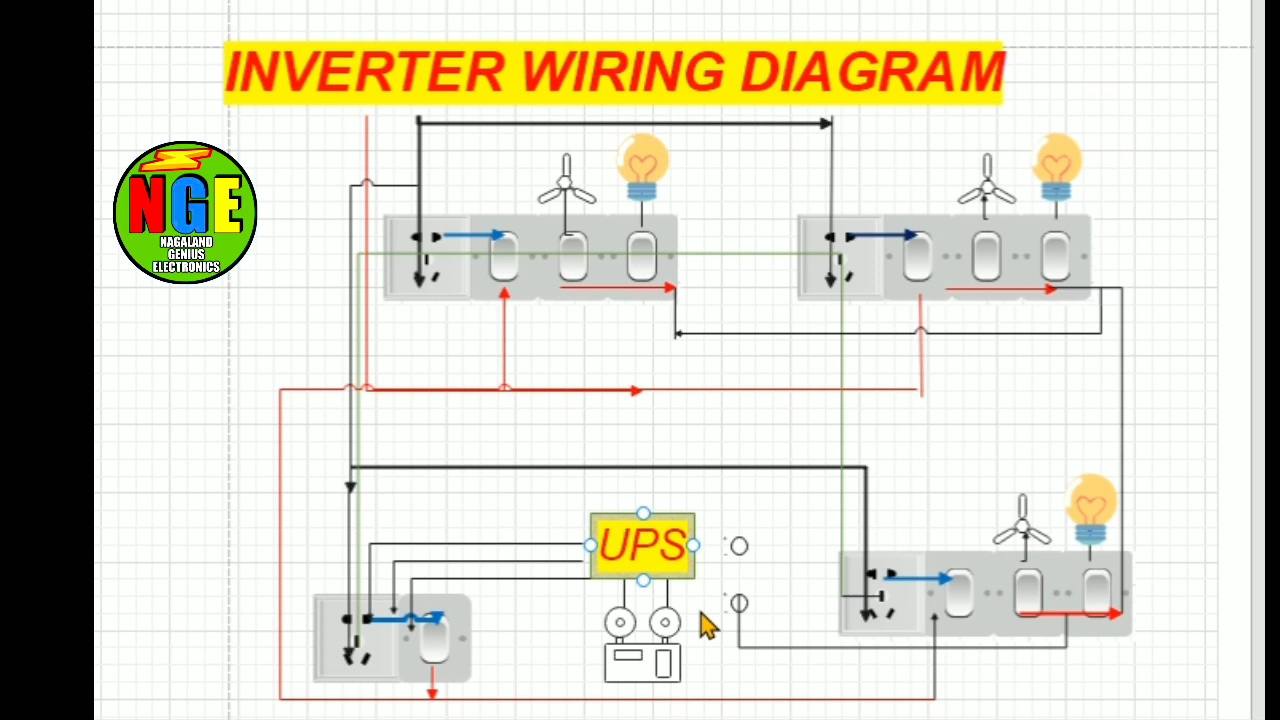 INVERTER WIRING DIAGRAM
NGE
NAGALAND
GENIUS
ELECTRONICS
UPS